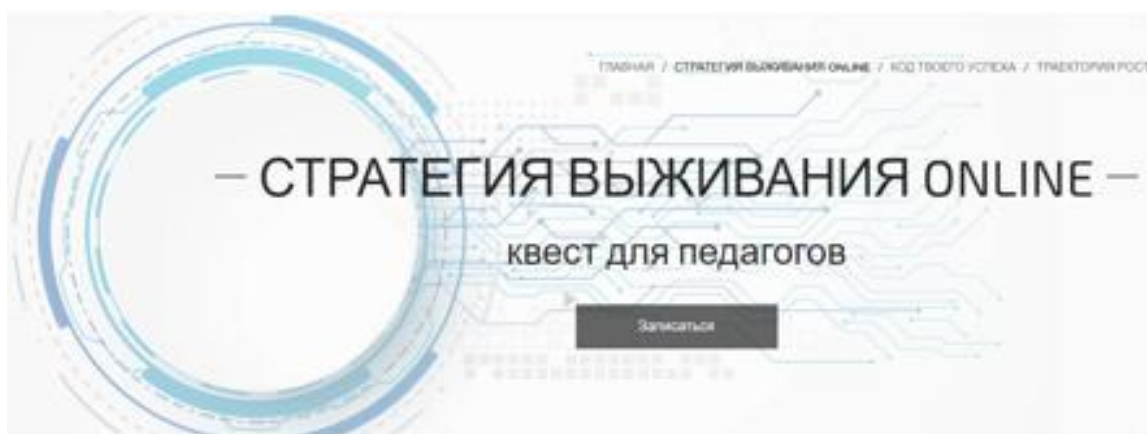 ГЛАВНАЯ / СТРАТЕГИЯ ВЫЖИВАНИЯ ONLINE / КОД ТВОЕГО УСПЕХА / ТРАЕКТОРИЯ РОСТ
— СТРАТЕГИЯ ВЫЖИВАНИЯ ONLINE —
квест для педагогов
Записаться